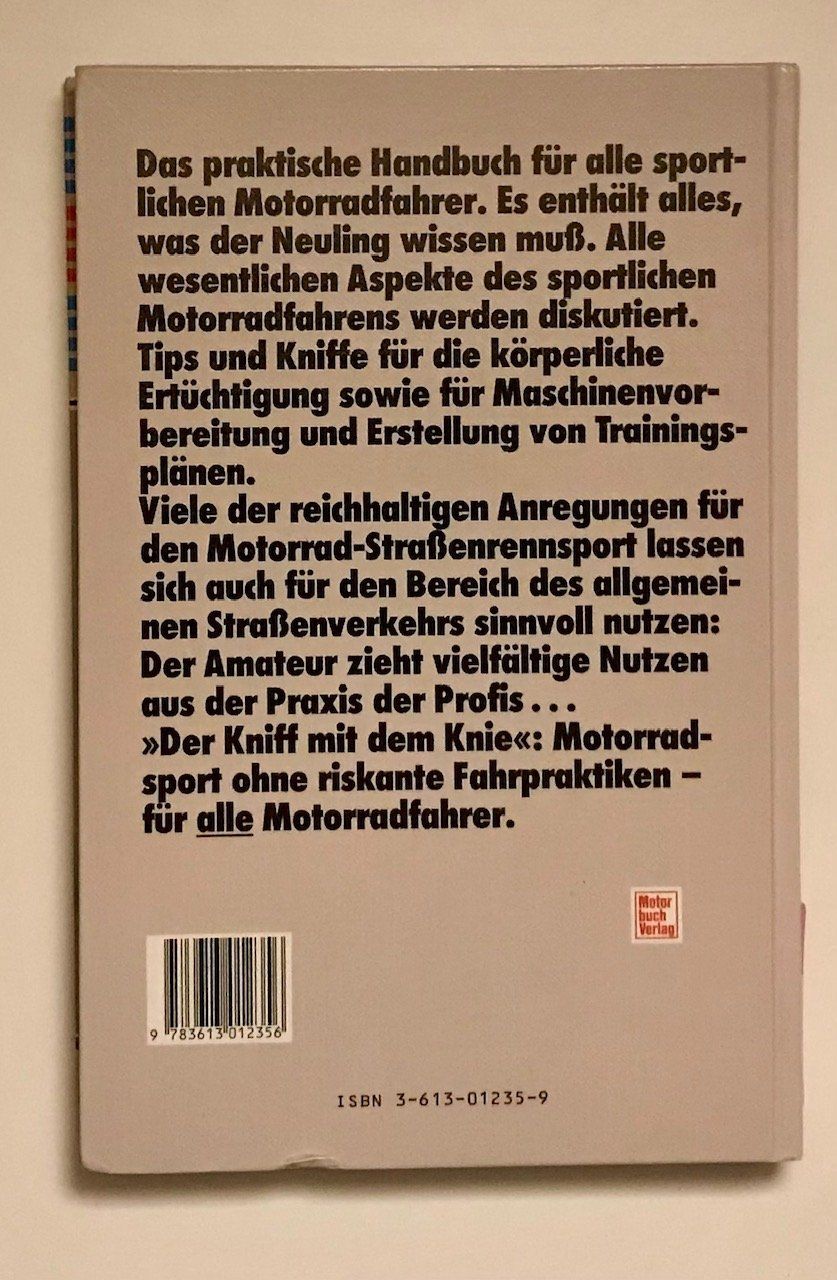 Das praktische Handbuch für alle sport-
lichen Motorradfahrer. Es enthält alles,
was der Neuling wissen muß. Alle
wesentlichen Aspekte des sportlichen
Motorradfahrens werden diskutiert.
Tips und Kniffe für die körperliche
Ertüchtigung sowie für Maschinenvor-
bereitung und Erstellung von Trainings-
plänen.
Viele der reichhaltigen Anregungen für
den Motorrad-Straßenrennsport lassen
sich auch für den Bereich des allgemei-
nen Straßenverkehrs sinnvoll nutzen:
Der Amateur zieht vielfältige Nutzen
aus der Praxis der Profis . . .
»Der Kniff mit dem Knie«: Motorrad-
sport ohne riskante Fahrpraktiken –
für alle Motorradfahrer.
Motor
buch
Verlag
9 783613 012356
ISBN 3-613-01235-9